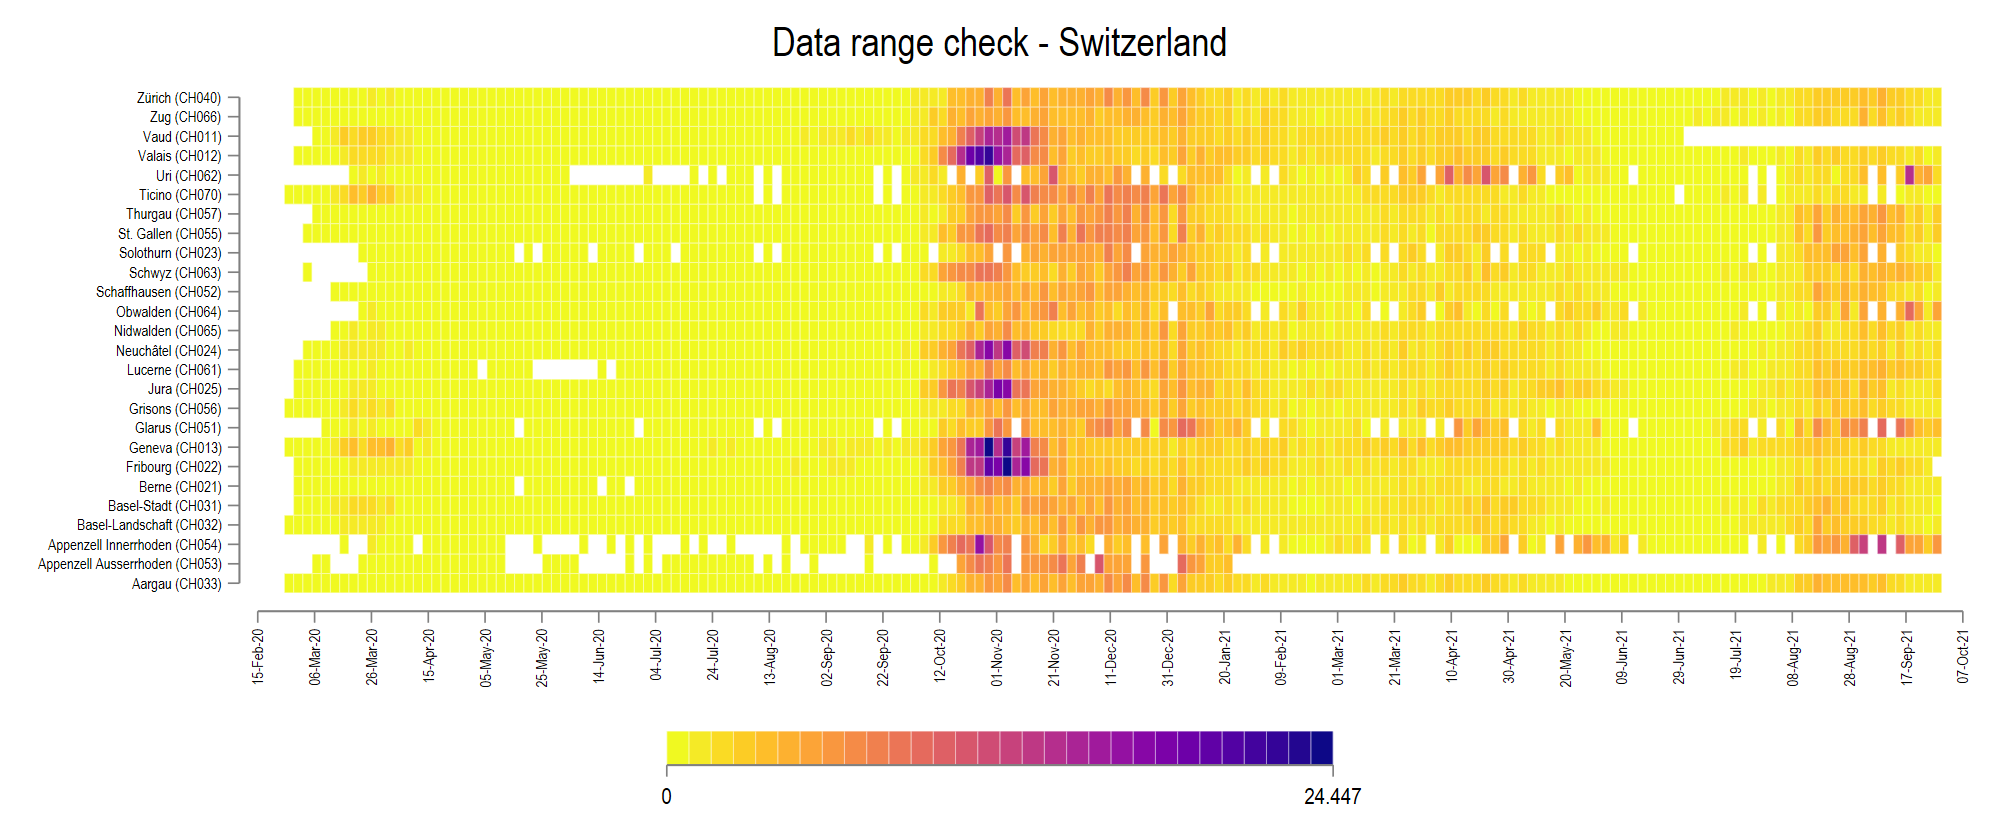 Data range check - Switzerland
Zürich (CH040)
Zug (CH066)
Vaud (CH011)
Valais (CH012)
Uri (CH062)
Ticino (CH070)
Thurgau (CH057)
St. Gallen (CH055)
Solothurn (CH023)
Schwyz (CH063)
Schaffhausen (CH052)
Obwalden (CH064)
Nidwalden (CH065)
Neuchâtel (CH024)
Lucerne (CH061)
Jura (CH025)
Grisons (CH056)
Glarus (CH051)
Geneva (CH013)
Fribourg (CH022)
Berne (CH021)
Basel-Stadt (CH031)
Basel-Landschaft (CH032)
Appenzell Innerrhoden (CH054)
Appenzell Ausserrhoden (CH053)
Aargau (CH033)
15-Feb-20
06-Mar-20
26-Mar-20
15-Apr-20
05-May-20
25-May-20
14-Jun-20
04-Jul-20
24-Jul-20
13-Aug-20
02-Sep-20
22-Sep-20
12-Oct-20
01-Nov-20
21-Nov-20
11-Dec-20
31-Dec-20
20-Jan-21
09-Feb-21
01-Mar-21
21-Mar-21
10-Apr-21
30-Apr-21
20-May-21
09-Jun-21
29-Jun-21
19-Jul-21
08-Aug-21
28-Aug-21
17-Sep-21
07-Oct-21
0
24.447